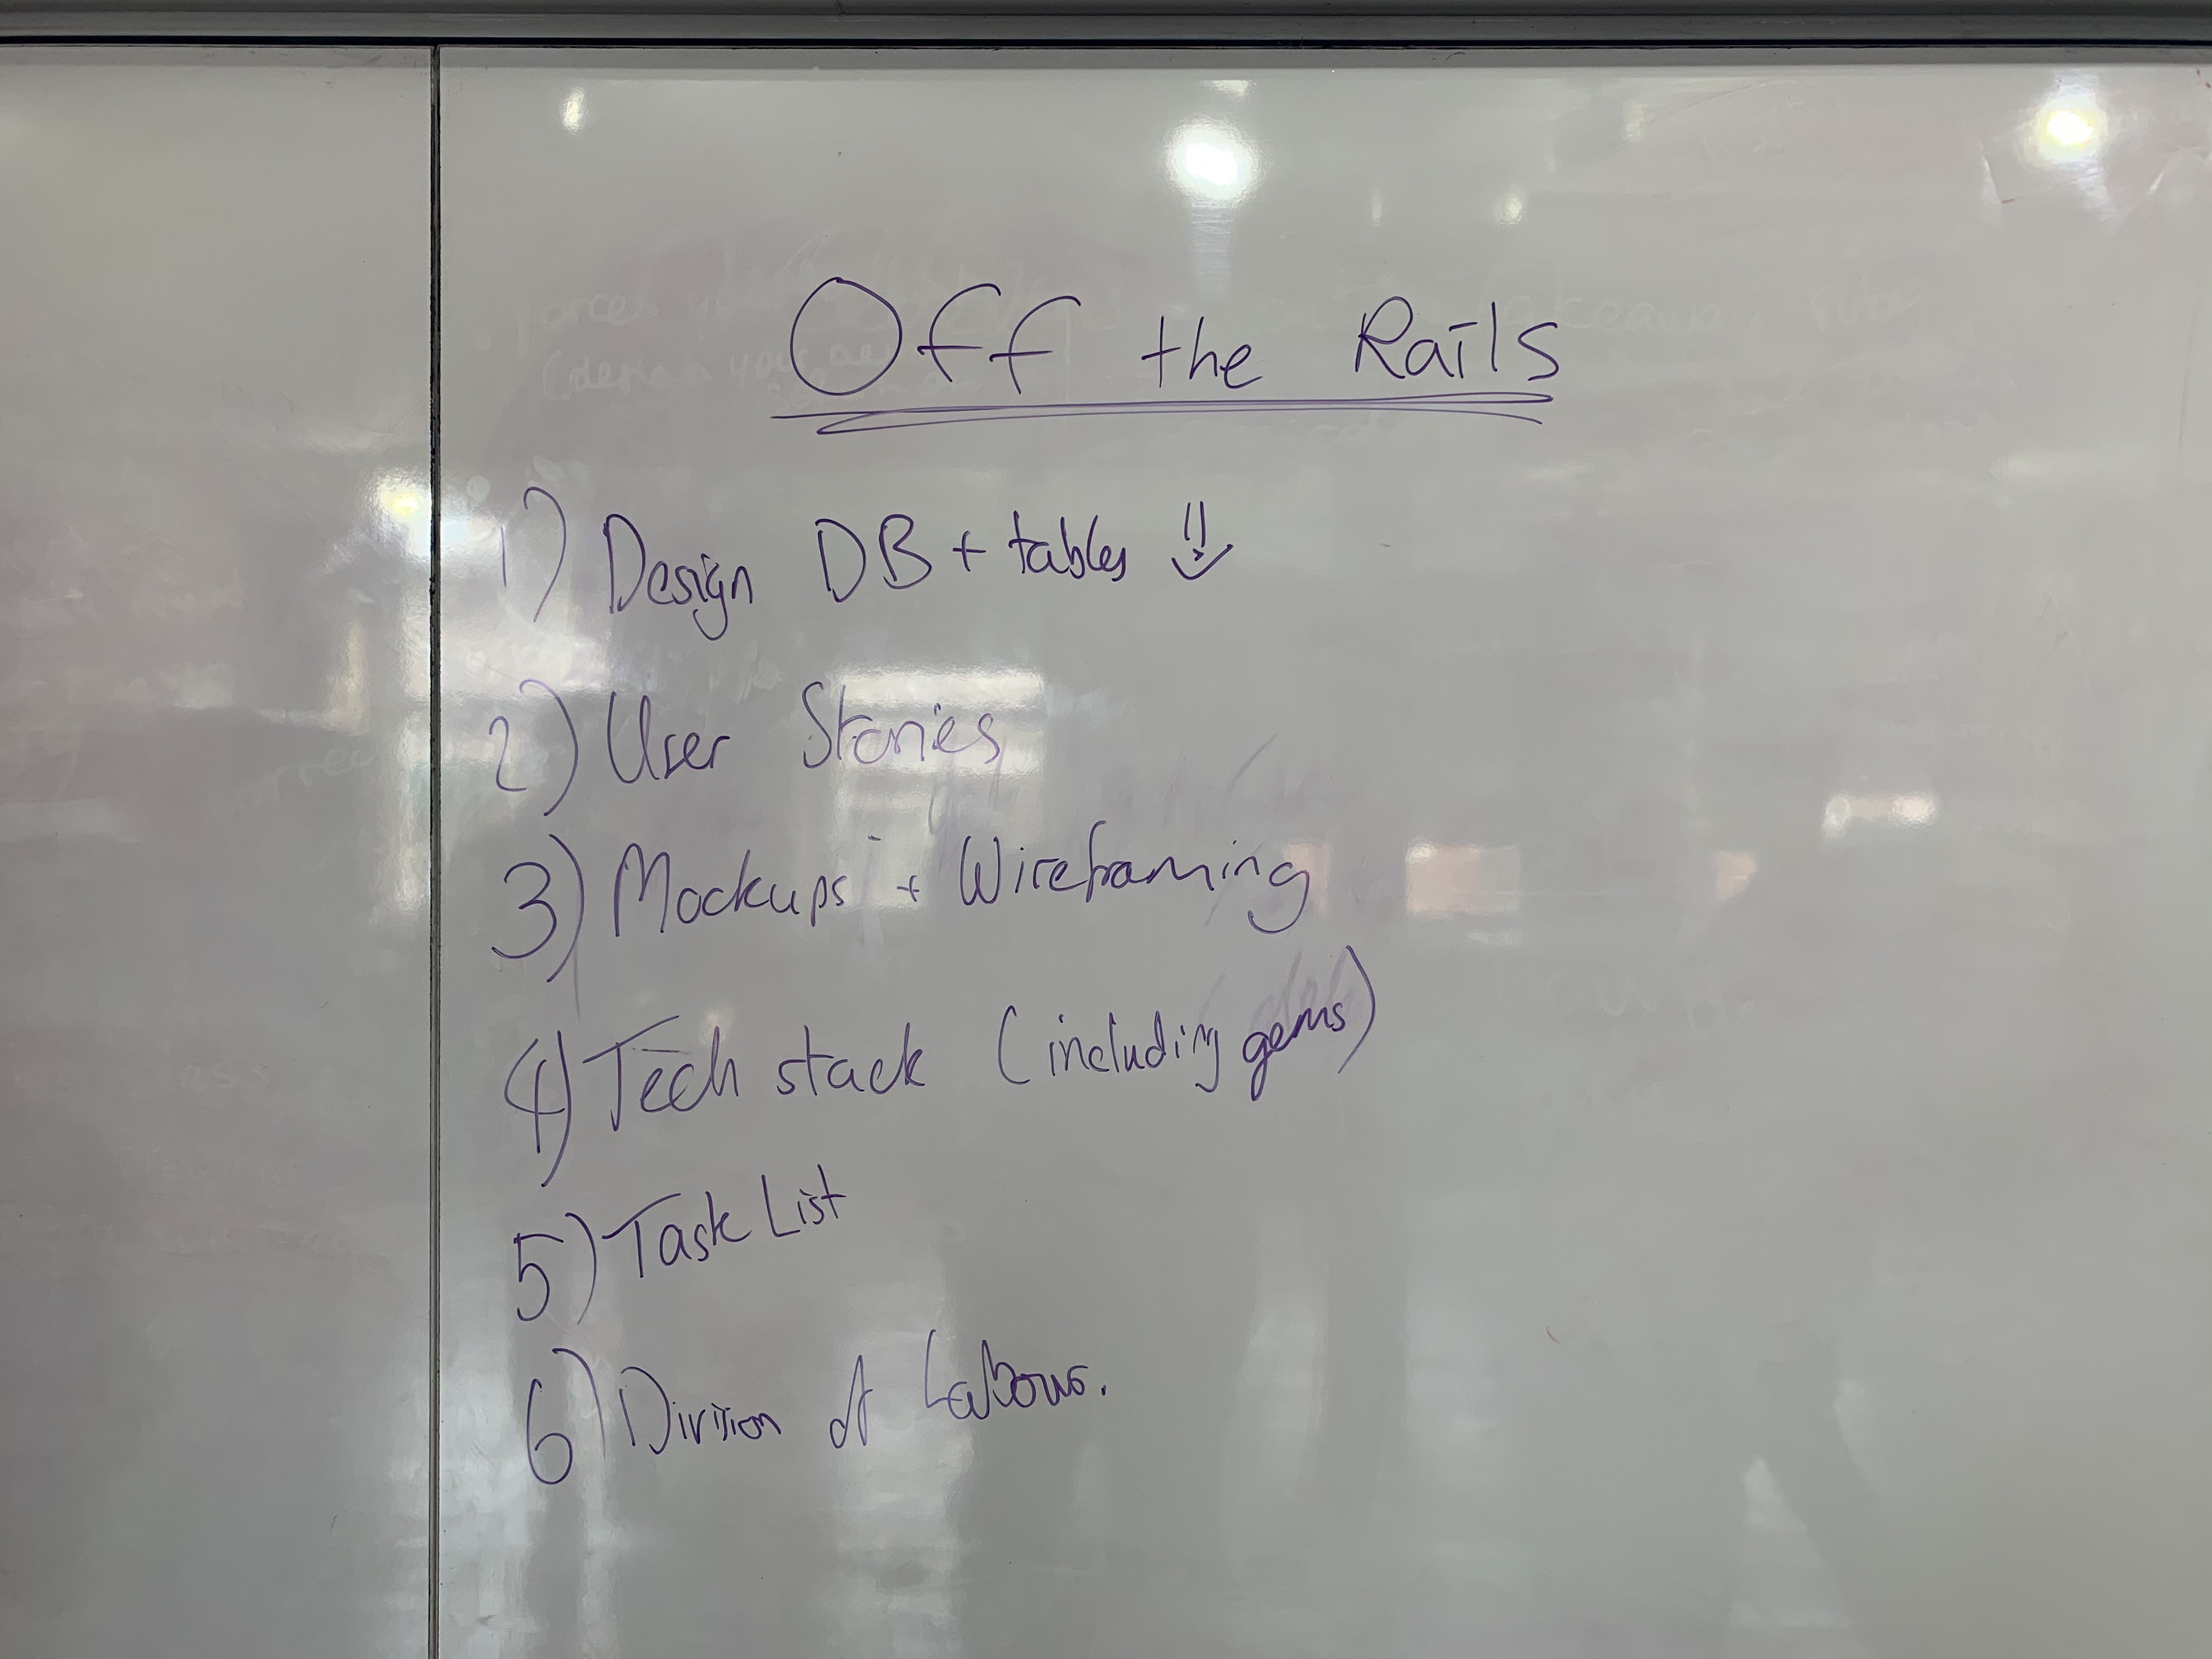 Off the Rails
1) Design DB + tables
2) User Stories
3) Mockups + Wireframing
4) Tech stack (including gems)
5) Task List
6) Division of Labour.